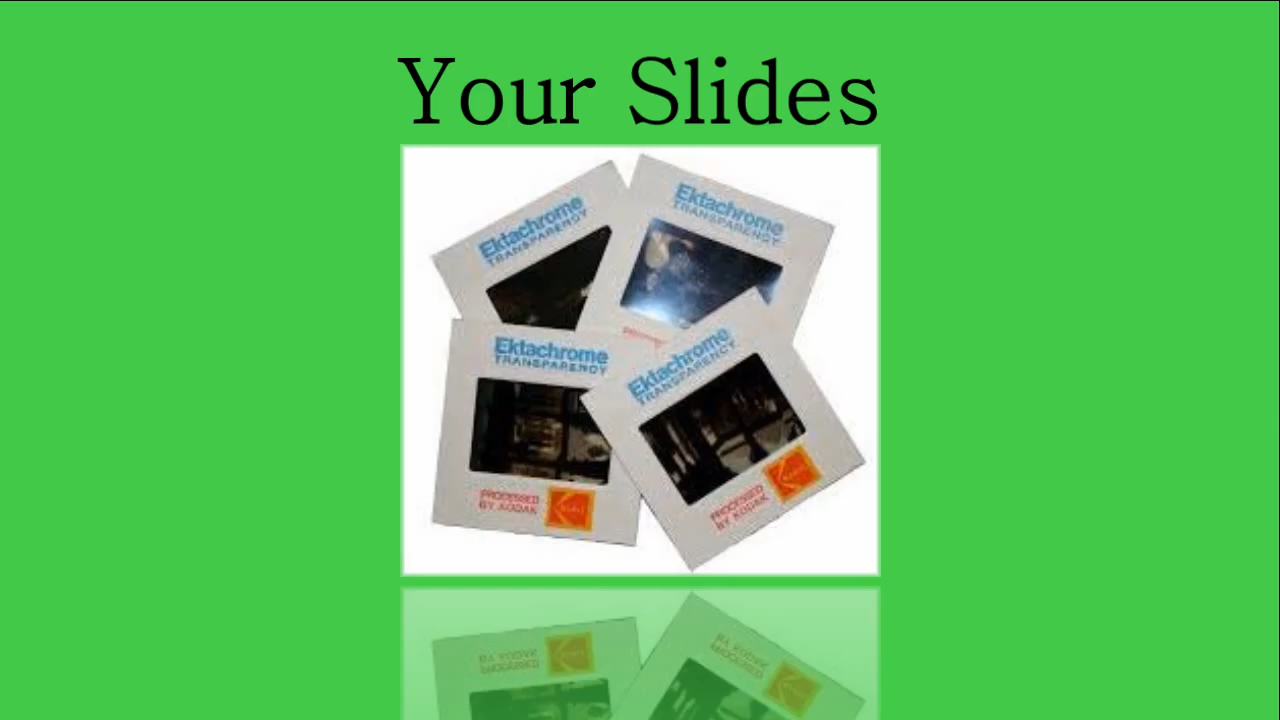 Your Slides
Ektachrome
TRANSPARENCY
Ektachrome
TRANSPARENCY
Ektachrome
TRANSPARENCY
PROCESSED
BY KODAK
Ektachrome
TRANSPARENCY
PROCESSED
BY KODAK